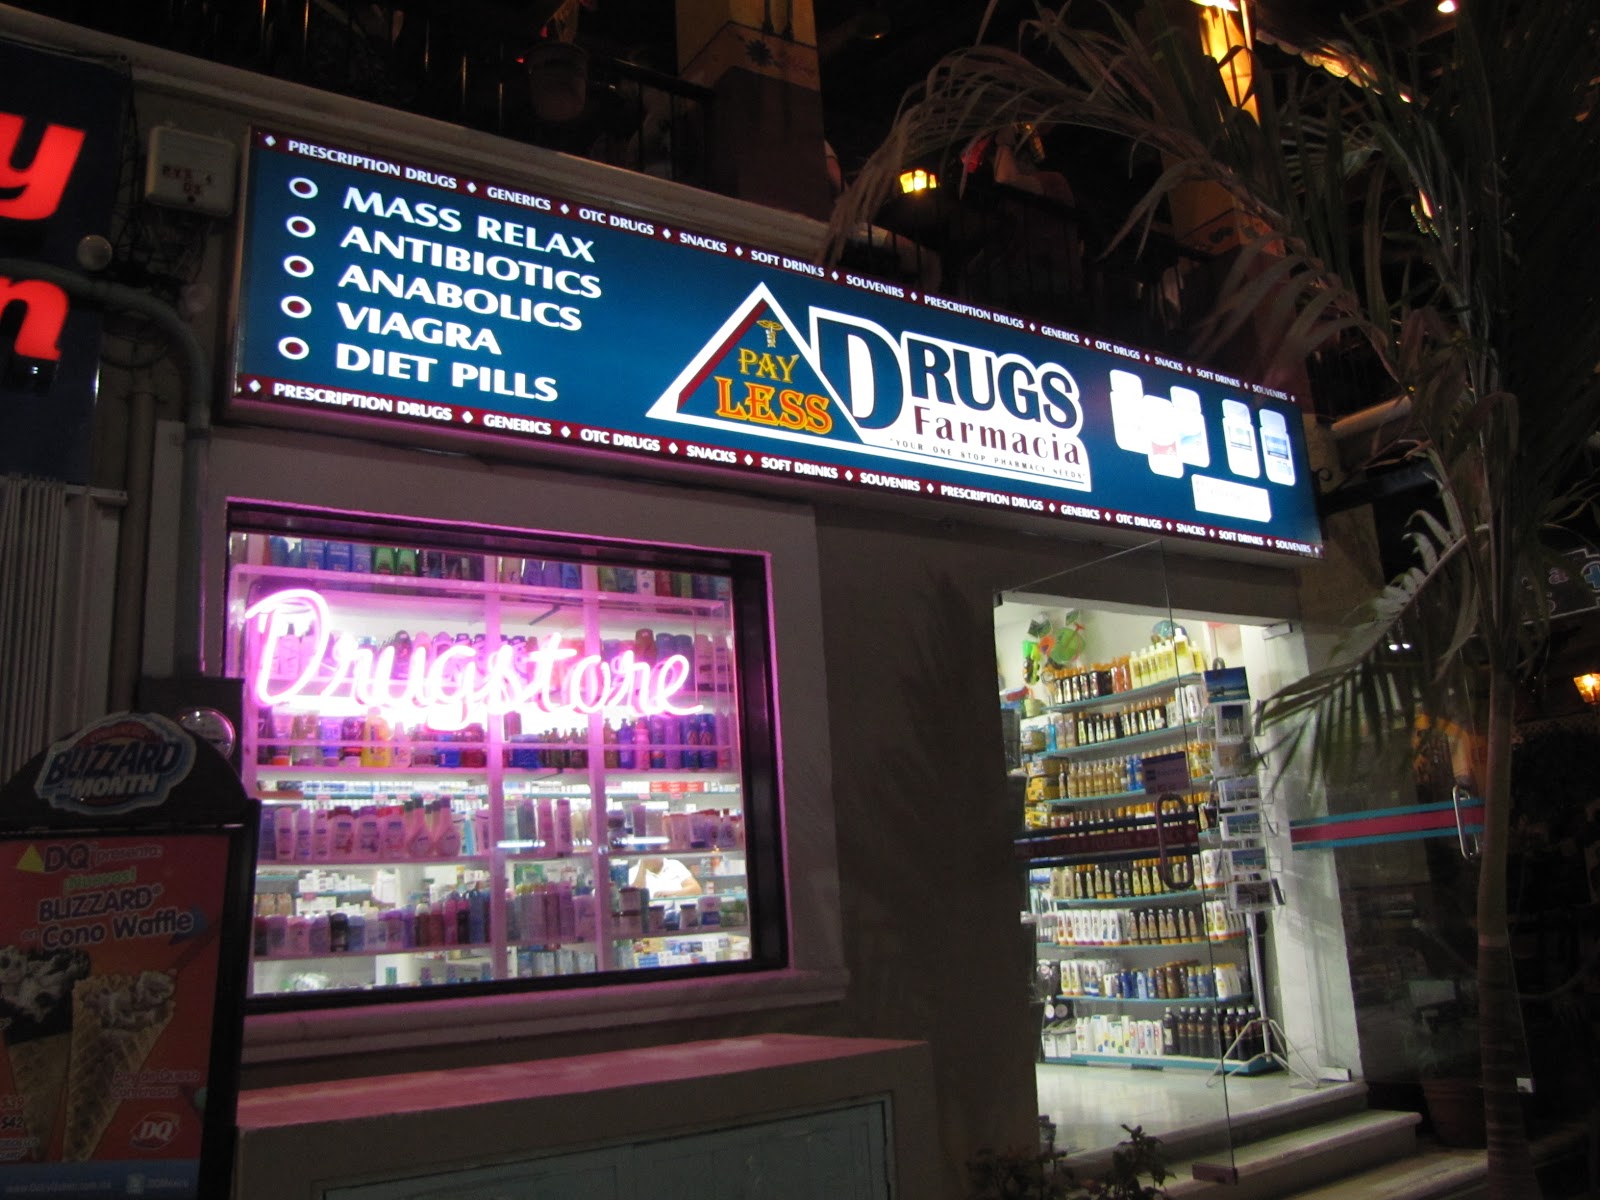 y
n
PRESCRIPTION DRUGS ♦ GENERICS ♦ OTC DRUGS ♦ SNACKS ♦ SOFT DRINKS ♦ SOUVENIRS ♦ PRESCRIPTION DRUGS ♦ GENERICS ♦ OTC DRUGS ♦ SNACKS ♦ SOFT DRINKS ♦ SOUVENIRS
MASS RELAX
ANTIBIOTICS
ANABOLICS
VIAGRA
DIET PILLS
PAY
LESS
DRUGS
Farmacia
"YOUR ONE STOP PHARMACY NEEDS"
PRESCRIPTION DRUGS ♦ GENERICS ♦ OTC DRUGS ♦ SNACKS ♦ SOFT DRINKS ♦ SOUVENIRS ♦ PRESCRIPTION DRUGS ♦ GENERICS ♦ OTC DRUGS ♦ SNACKS ♦ SOFT DRINKS ♦ SOUVENIRS
Drugstore
BLIZZARD
MONTH
DQ presenta:
¡Nuevos!
BLIZZARD®
en Cono Waffle
DQ